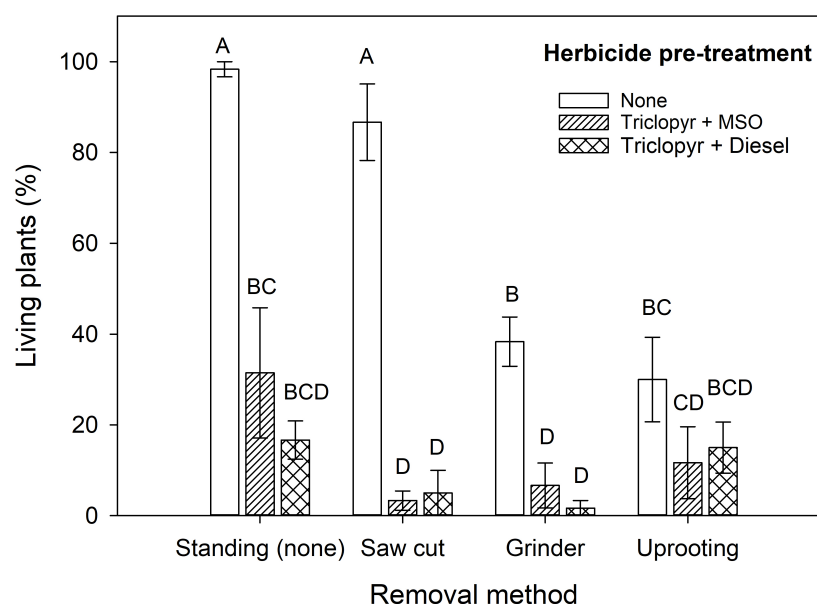 Living plants (%)
100
80
60
40
20
0
Herbicide pre-treatment
None
Triclopyr + MSO
Triclopyr + Diesel
A
BC
BCD
A
D
D
B
D
D
BC
CD
BCD
Standing (none)
Saw cut
Grinder
Uprooting
Removal method